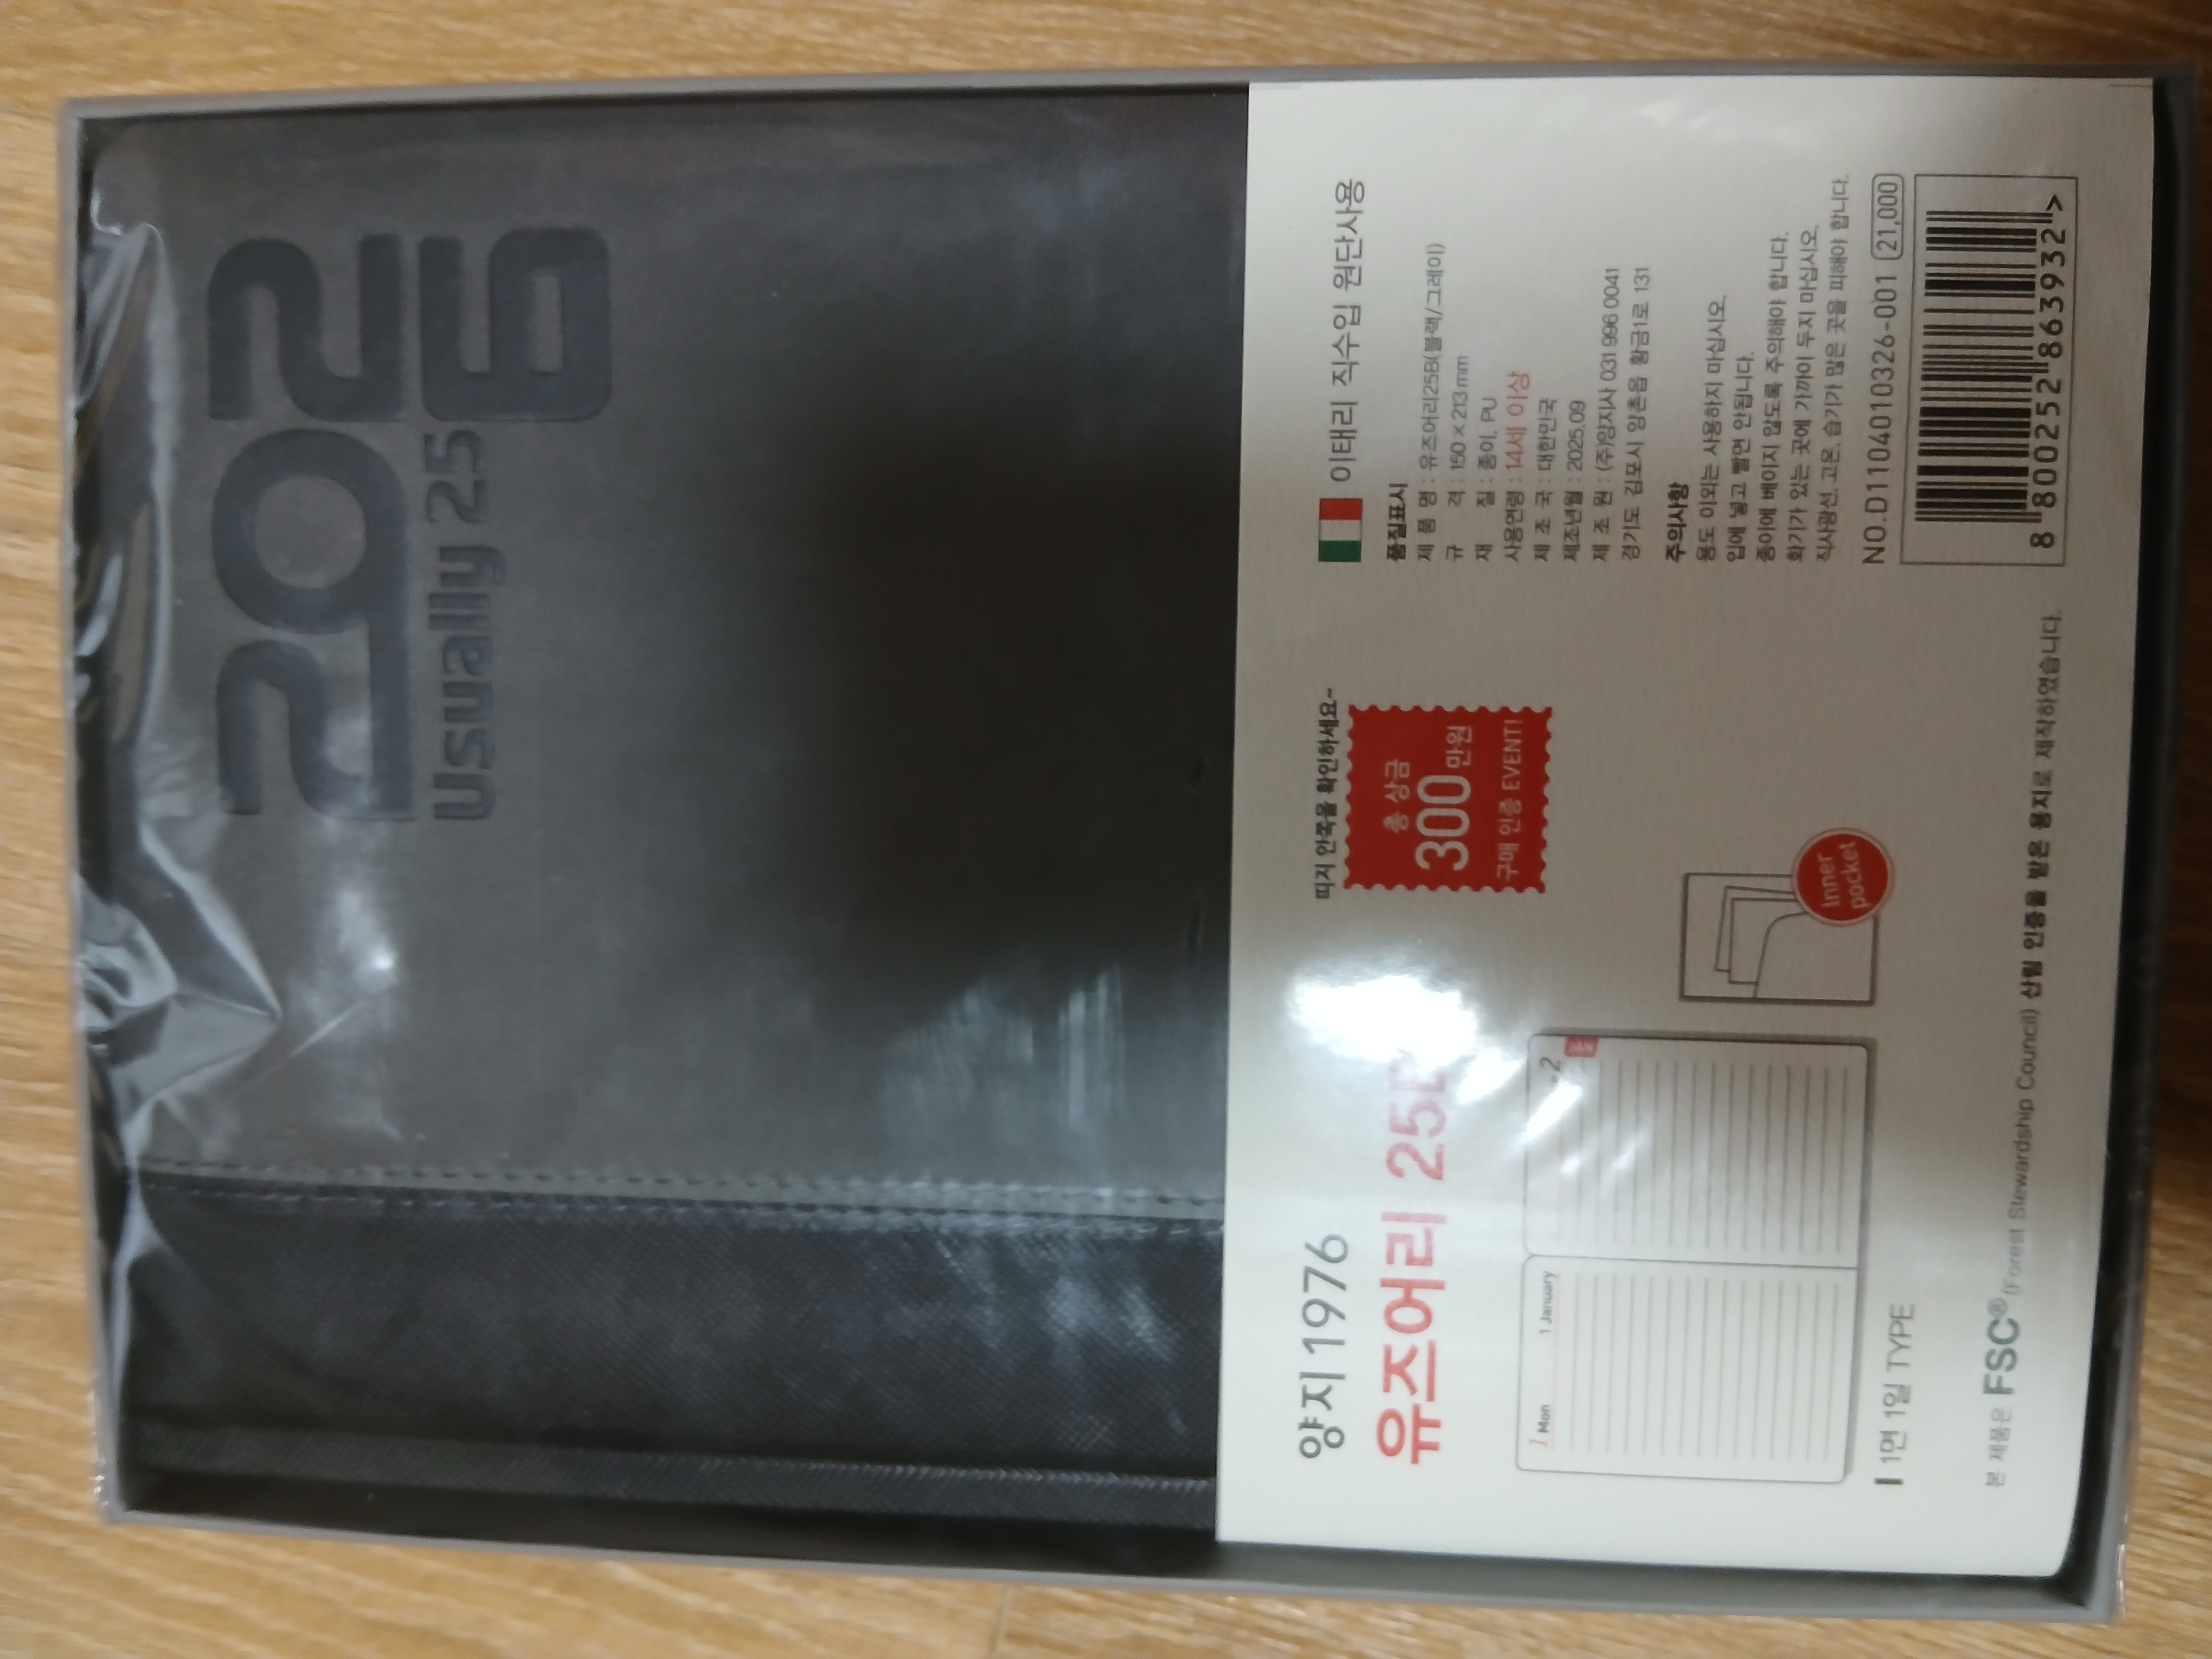 2026
Usually 25
양지 1976
유즈어리 25B
띠지 안쪽을 확인하세요~
총 상금
300만원
구매 인증 EVENT!
1 Mon
1 January
2
Inner
pocket
1면 1일 TYPE
본 제품은 FSC®(Forest Stewardship Council) 산림 인증을 받은 용지로 제작하였습니다.
이태리 직수입 원단사용
품질표시
제 품 명 : 유즈어리25B(블랙/그레이)
규 격 : 150 x 213 mm
재 질 : 종이, PU
사용연령 : 14세 이상
제 조 국 : 대한민국
제조년월 : 2025.09
제 조 원 : (주)양지사 031 996 0041
경기도 김포시 양촌읍 황금1로 131
주의사항
용도 이외는 사용하지 마십시오.
입에 넣고 빨면 안됩니다.
종이에 베이지 않도록 주의해야 합니다.
화기가 있는 곳에 가까이 두지 마십시오.
직사광선, 고온, 습기가 많은 곳을 피해야 합니다.
NO.D1104010326-001 21,000
8 800252 863932 >